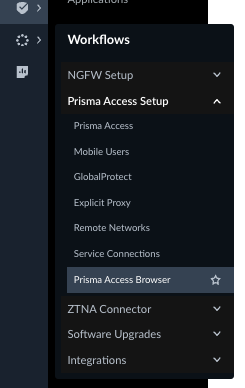 Applications
Workflows
NGFW Setup
Prisma Access Setup
Prisma Access
Mobile Users
GlobalProtect
Explicit Proxy
Remote Networks
Service Connections
Prisma Access Browser
ZTNA Connector
Software Upgrades
Integrations